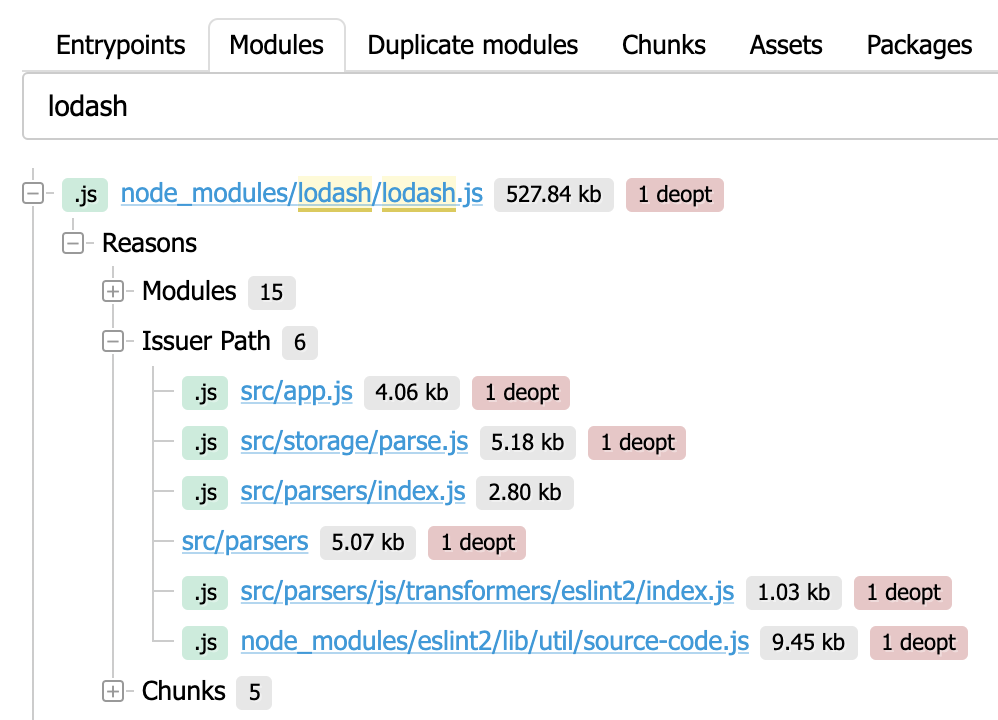 Entrypoints Modules Duplicate modules Chunks Assets Packages
lodash
.js node_modules/lodash/lodash.js 527.84 kb 1 deopt
Reasons
Modules 15
Issuer Path 6
.js src/app.js 4.06 kb 1 deopt
.js src/storage/parse.js 5.18 kb 1 deopt
.js src/parsers/index.js 2.80 kb
src/parsers 5.07 kb 1 deopt
.js src/parsers/js/transformers/eslint2/index.js 1.03 kb 1 deopt
.js node_modules/eslint2/lib/util/source-code.js 9.45 kb 1 deopt
Chunks 5